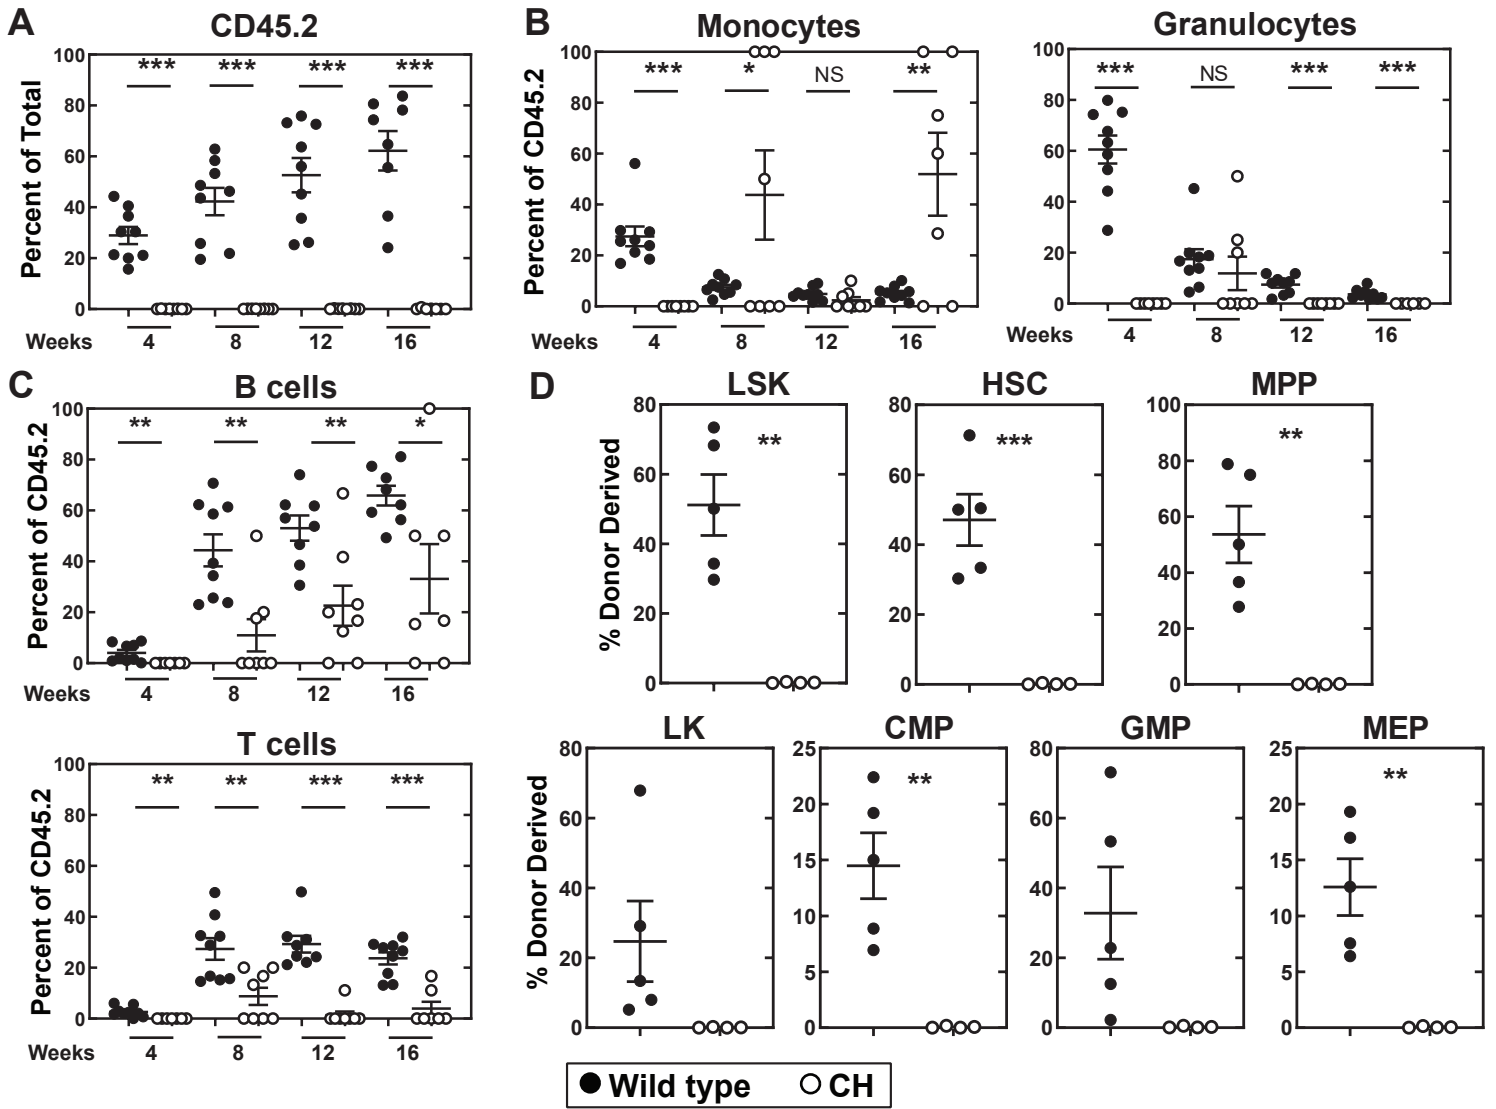 A
CD45.2
Percent of Total
100
80
60
40
20
0
*** *** *** ***
Weeks 4 8 12 16
B
Monocytes
Percent of CD45.2
100
80
60
40
20
0
*** * NS **
Weeks 4 8 12 16
Granulocytes
100
80
60
40
20
0
*** NS *** ***
Weeks 4 8 12 16
C
B cells
Percent of CD45.2
100
80
60
40
20
0
** ** ** *
Weeks 4 8 12 16
T cells
Percent of CD45.2
100
80
60
40
20
0
** ** *** ***
Weeks 4 8 12 16
D
LSK
% Donor Derived
80
60
40
20
0
**
HSC
80
60
40
20
0
***
MPP
100
80
60
40
20
0
**
LK
% Donor Derived
80
60
40
20
0
CMP
25
20
15
10
5
0
**
GMP
80
60
40
20
0
MEP
25
20
15
10
5
0
**
Wild type CH